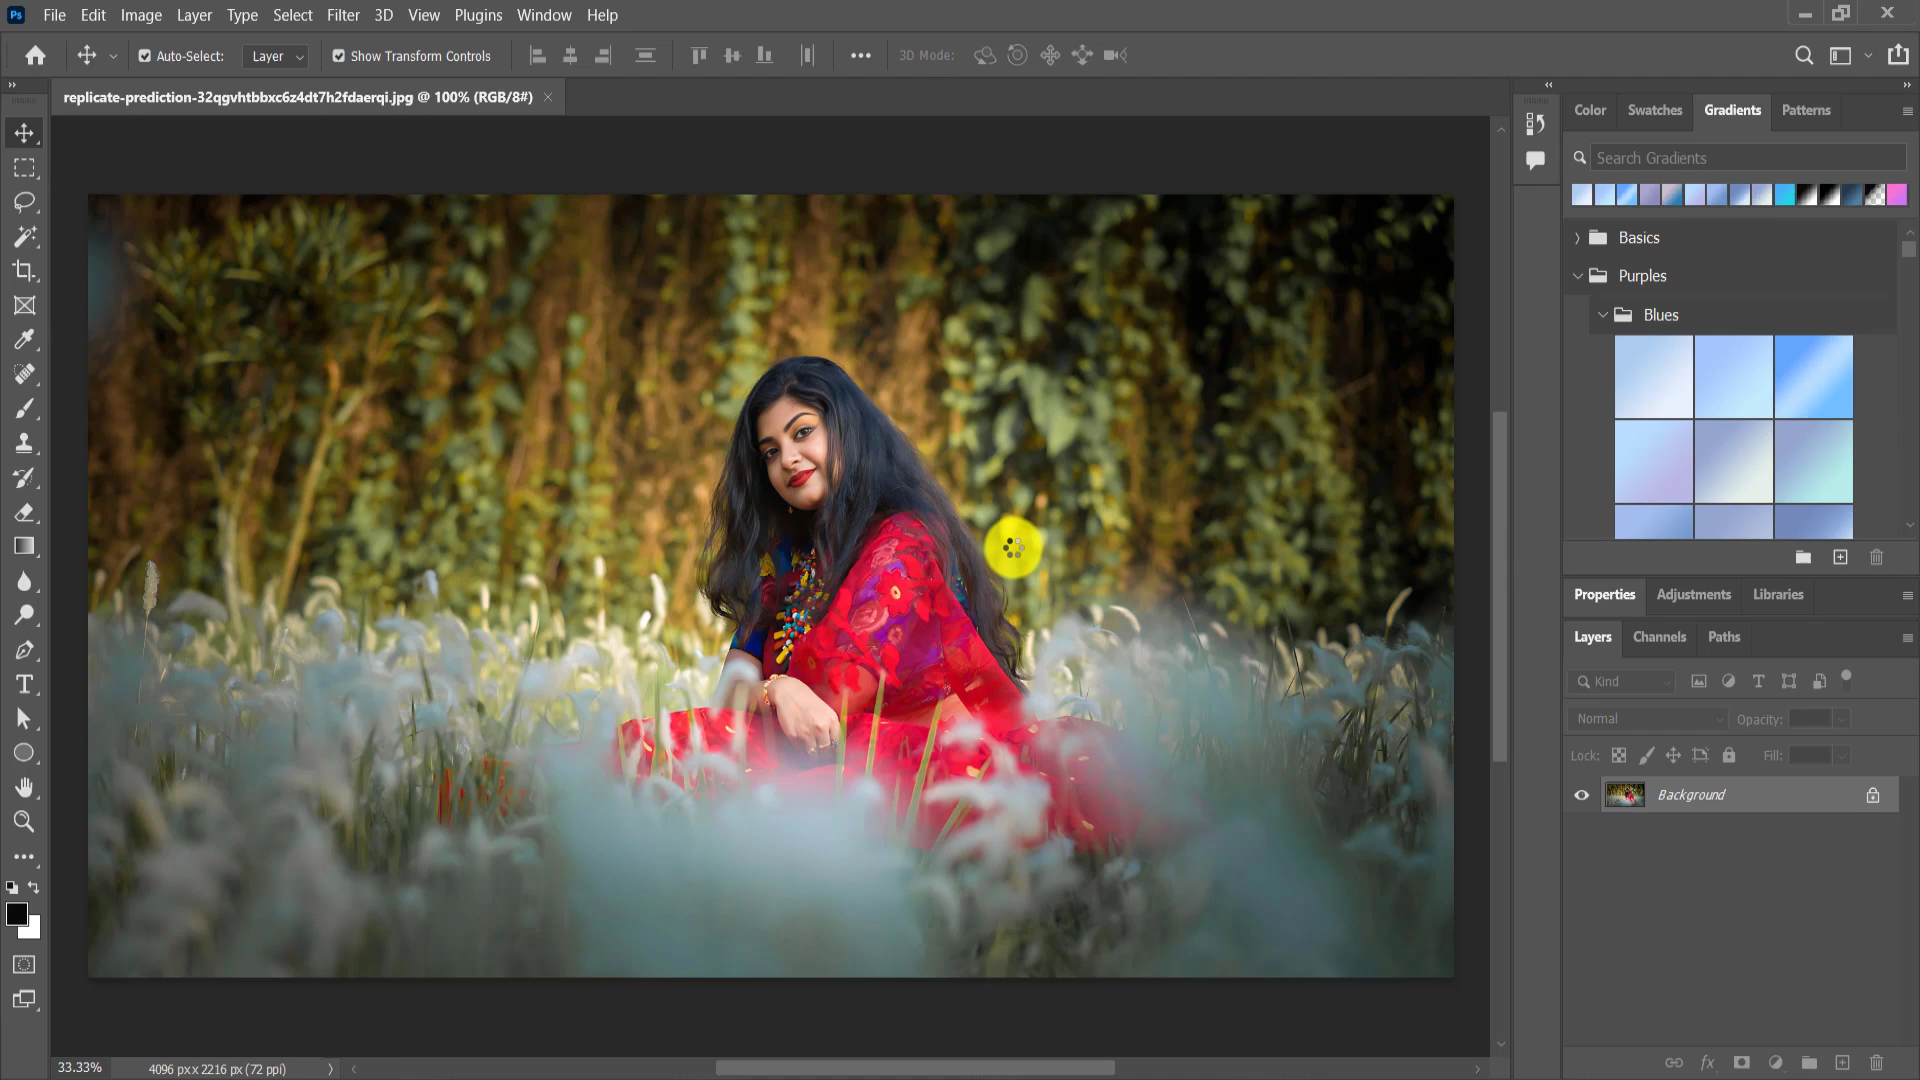 Ps File Edit Image Layer Type Select Filter 3D View Plugins Window Help
Auto-Select: Layer Show Transform Controls 3D Mode:
replicate-prediction-32qgvhtbbxc6z4dt7h2fdaerqi.jpg @ 100% (RGB/8#)
Color Swatches Gradients Patterns
Search Gradients
Basics
Purples
Blues
Properties Adjustments Libraries
Layers Channels Paths
Kind
Normal Opacity:
Lock: Fill:
Background
33.33% 4096 px x 2216 px (72 ppi)